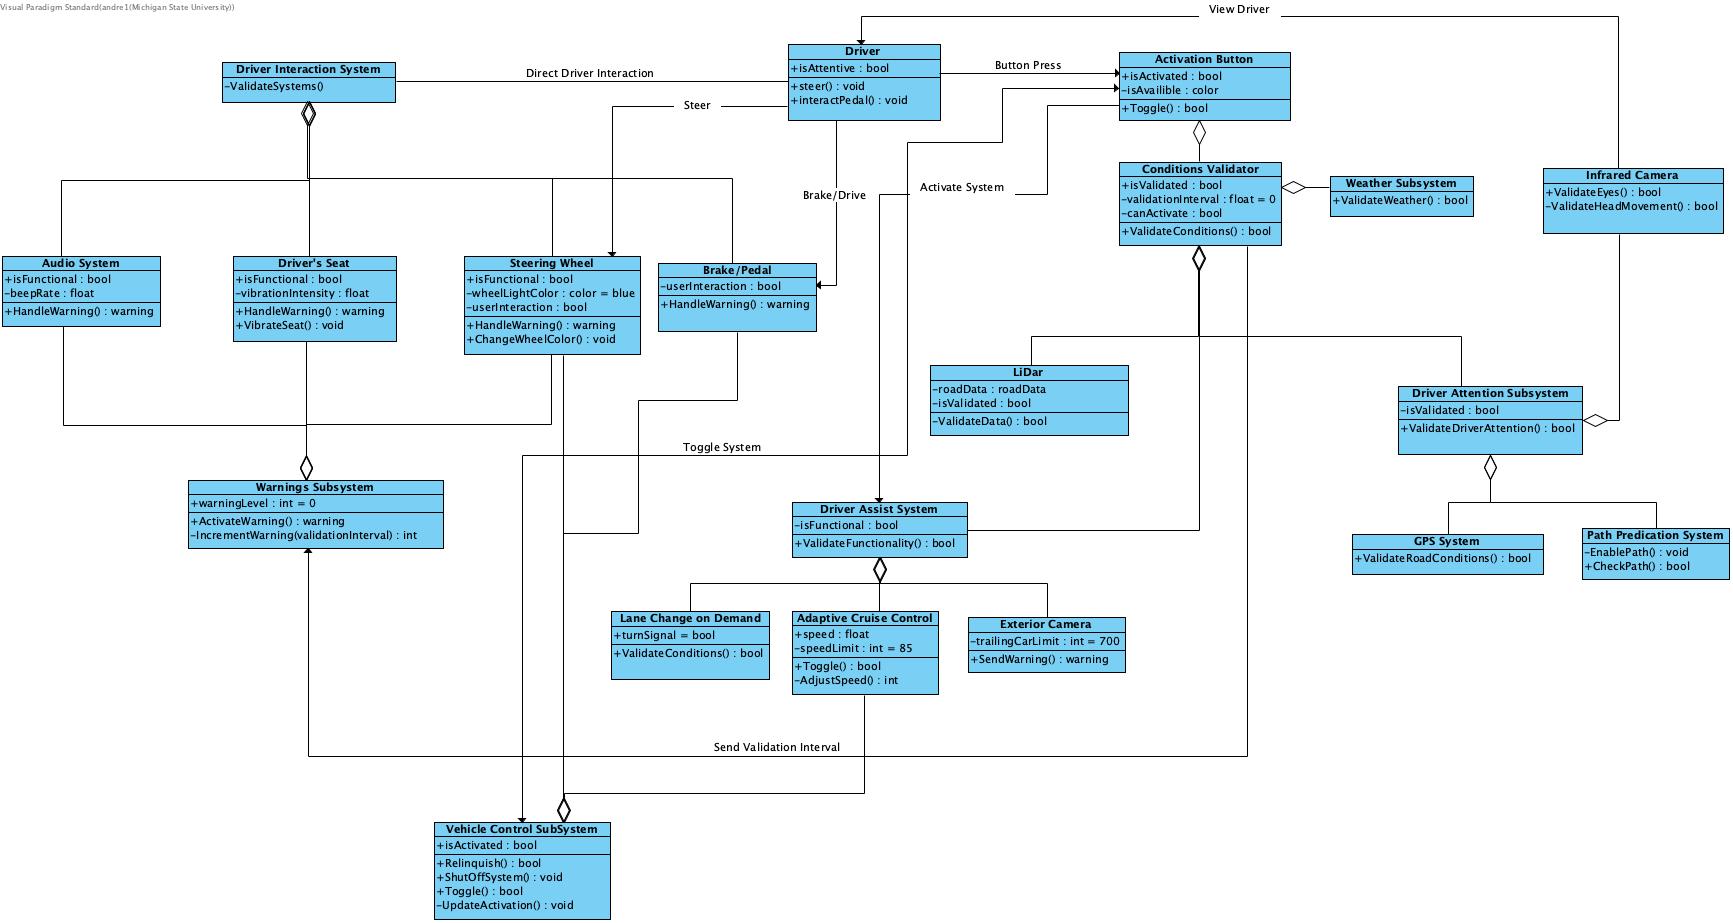 Visual Paradigm Standard(andre1(Michigan State University))
View Driver
Driver
+isAttentive : bool
+steer() : void
+interactPedal() : void
Driver Interaction System
-ValidateSystems()
Direct Driver Interaction
Steer
Button Press
Activation Button
+isActivated : bool
-isAvailible : color
+Toggle() : bool
Brake/Drive
Activate System
Conditions Validator
+isValidated : bool
-validationInterval : float = 0
-canActivate : bool
+ValidateConditions() : bool
Weather Subsystem
+ValidateWeather() : bool
Infrared Camera
+ValidateEyes() : bool
-ValidateHeadMovement() : bool
Audio System
+isFunctional : bool
-beepRate : float
+HandleWarning() : warning
Driver's Seat
+isFunctional : bool
-vibrationIntensity : float
+HandleWarning() : warning
+VibrateSeat() : void
Steering Wheel
+isFunctional : bool
-wheelLightColor : color = blue
-userInteraction : bool
+HandleWarning() : warning
+ChangeWheelColor() : void
Brake/Pedal
-userInteraction : bool
+HandleWarning() : warning
LiDar
-roadData : roadData
-isValidated : bool
-ValidateData() : bool
Driver Attention Subsystem
-isValidated : bool
+ValidateDriverAttention() : bool
Toggle System
Warnings Subsystem
+warningLevel : int = 0
+ActivateWarning() : warning
-IncrementWarning(validationInterval) : int
Driver Assist System
-isFunctional : bool
+ValidateFunctionality() : bool
GPS System
+ValidateRoadConditions() : bool
Path Predication System
-EnablePath() : void
+CheckPath() : bool
Lane Change on Demand
+turnSignal = bool
+ValidateConditions() : bool
Adaptive Cruise Control
+speed : float
-speedLimit : int = 85
+Toggle() : bool
-AdjustSpeed() : int
Exterior Camera
-trailingCarLimit : int = 700
+SendWarning() : warning
Send Validation Interval
Vehicle Control SubSystem
+isActivated : bool
+Relinquish() : bool
+ShutOffSystem() : void
+Toggle() : bool
-UpdateActivation() : void